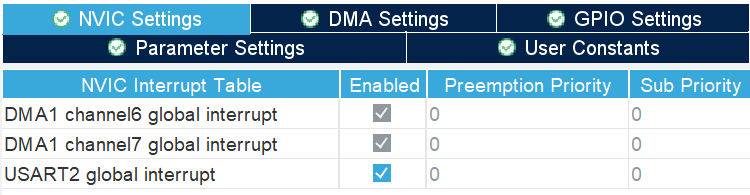 NVIC Settings DMA Settings GPIO Settings
Parameter Settings User Constants
NVIC Interrupt Table Enabled Preemption Priority Sub Priority
DMA1 channel6 global interrupt 0 0
DMA1 channel7 global interrupt 0 0
USART2 global interrupt 0 0